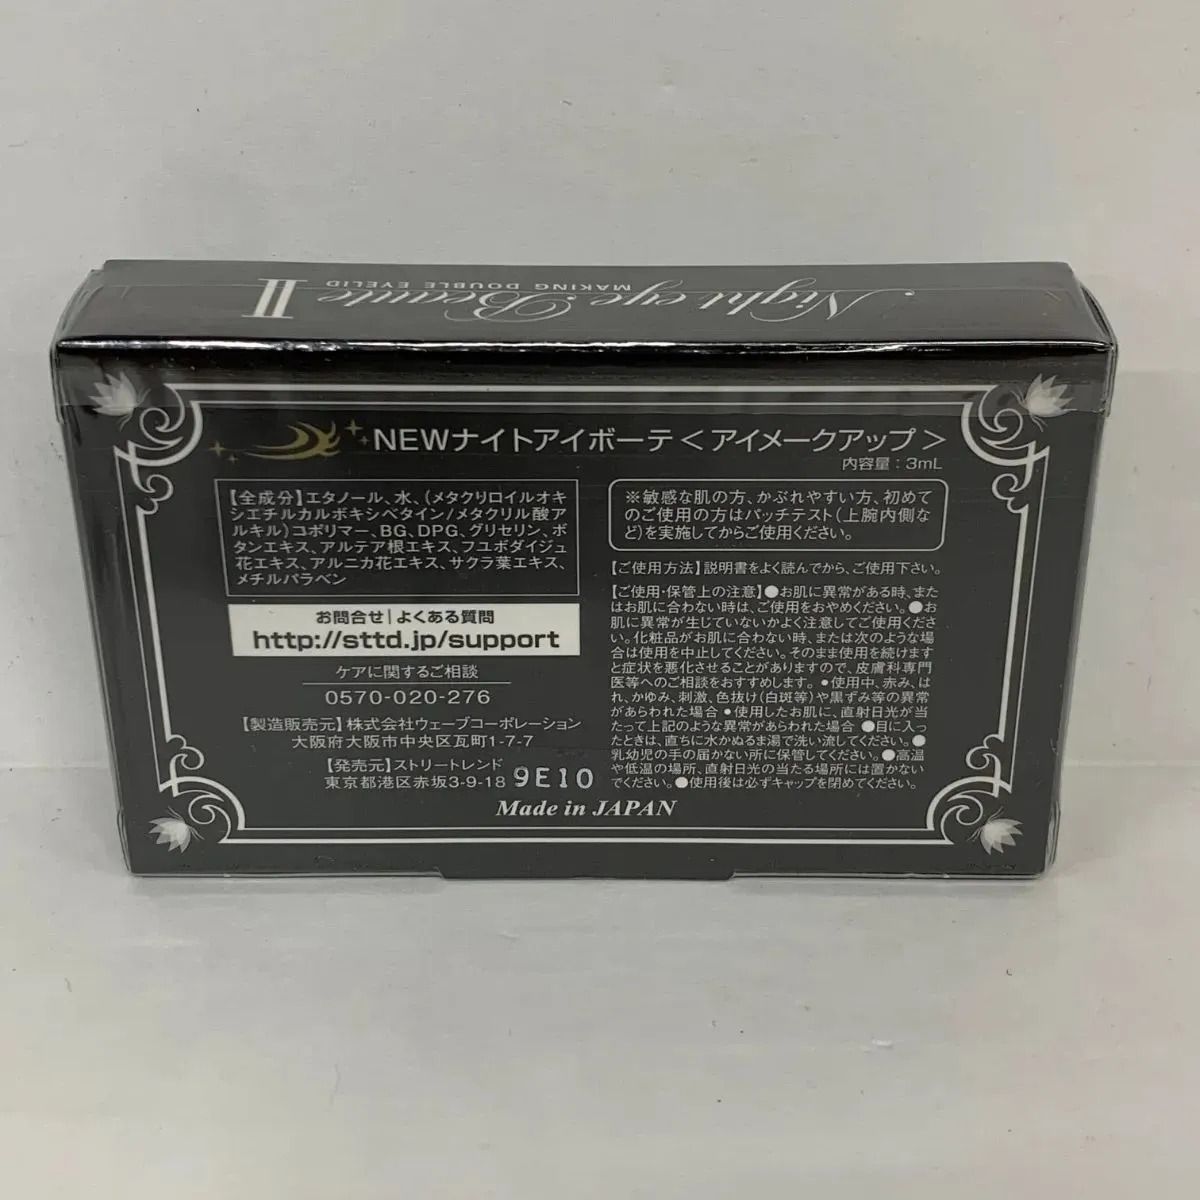 Night eye Beaute II
MAKING DOUBLE EYELID
NEWナイトアイボーテ<アイメークアップ>
内容量:3mL
【全成分】エタノール、水、(メタクリロイルオキ
シエチルカルボキシベタイン/メタクリル酸ア
ルキル)コポリマー、BG、DPG、グリセリン、ボ
タンエキス、アルテア根エキス、フユボダイジュ
花エキス、アルニカ花エキス、サクラ葉エキス、
メチルパラベン
お問合せ|よくある質問
http://sttd.jp/support
ケアに関するご相談
0570-020-276
【製造販売元】株式会社ウェーブコーポレーション
大阪府大阪市中央区瓦町1-7-7
【発売元】ストリートレンド
東京都港区赤坂3-9-18 9E10
※敏感な肌の方、かぶれやすい方、初めて
のご使用の方はパッチテスト(上腕内側な
ど)を実施してからご使用ください。
【ご使用方法】説明書をよく読んでから、ご使用下さい。
【ご使用・保管上の注意】●お肌に異常がある時、また
はお肌に合わない時は、ご使用をおやめください。●お
肌に異常が生じていないかよく注意してご使用くださ
い。化粧品がお肌に合わない時、または次のような場
合は使用を中止してください。そのまま使用を続けます
と症状を悪化させることがありますので、皮膚科専門
医等へのご相談をおすすめします。•使用中、赤み、は
れ、かゆみ、刺激、色抜け(白斑等)や黒ずみ等の異常
があらわれた場合•使用したお肌に、直射日光が当
たって上記のような異常があらわれた場合 ●目に入っ
たときは、直ちに水かぬるま湯で洗い流してください。●
乳幼児の手の届かない所に保管してください。●高温
や低温の場所、直射日光の当たる場所には置かない
でください。●使用後は必ずキャップを閉めてください。
Made in JAPAN